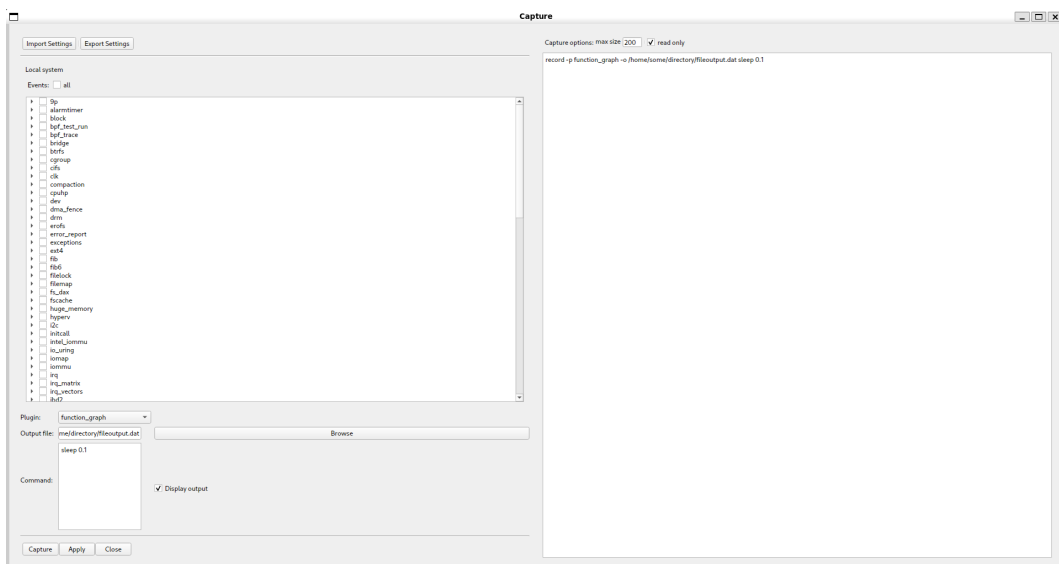 Capture
Import Settings Export Settings
Local system
Events: all
9p
alarmtimer
block
bpf_test_run
bpf_trace
bridge
btrfs
cgroup
cifs
clk
compaction
cpuhp
dev
dma_fence
drm
erofs
error_report
exceptions
ext4
fib
fib6
filelock
filemap
fs_dax
fscache
huge_memory
hyperv
i2c
initcall
intel_iommu
io_uring
iomap
iommu
irq
irq_matrix
irq_vectors
jbd2
Plugin: function_graph
Output file: me/directory/fileoutput.dat Browse
sleep 0.1
Command:
Display output
Capture Apply Close
Capture options: max size 200 read only
record -p function_graph -o /home/some/directory/fileoutput.dat sleep 0.1